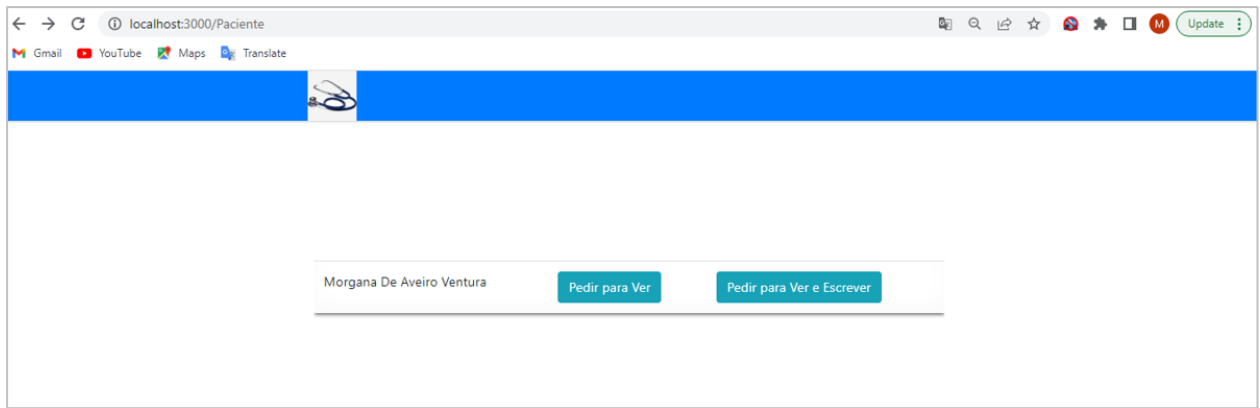 localhost:3000/Paciente
M
Update
Gmail YouTube Maps Translate
Morgana De Aveiro Ventura Pedir para Ver Pedir para Ver e Escrever